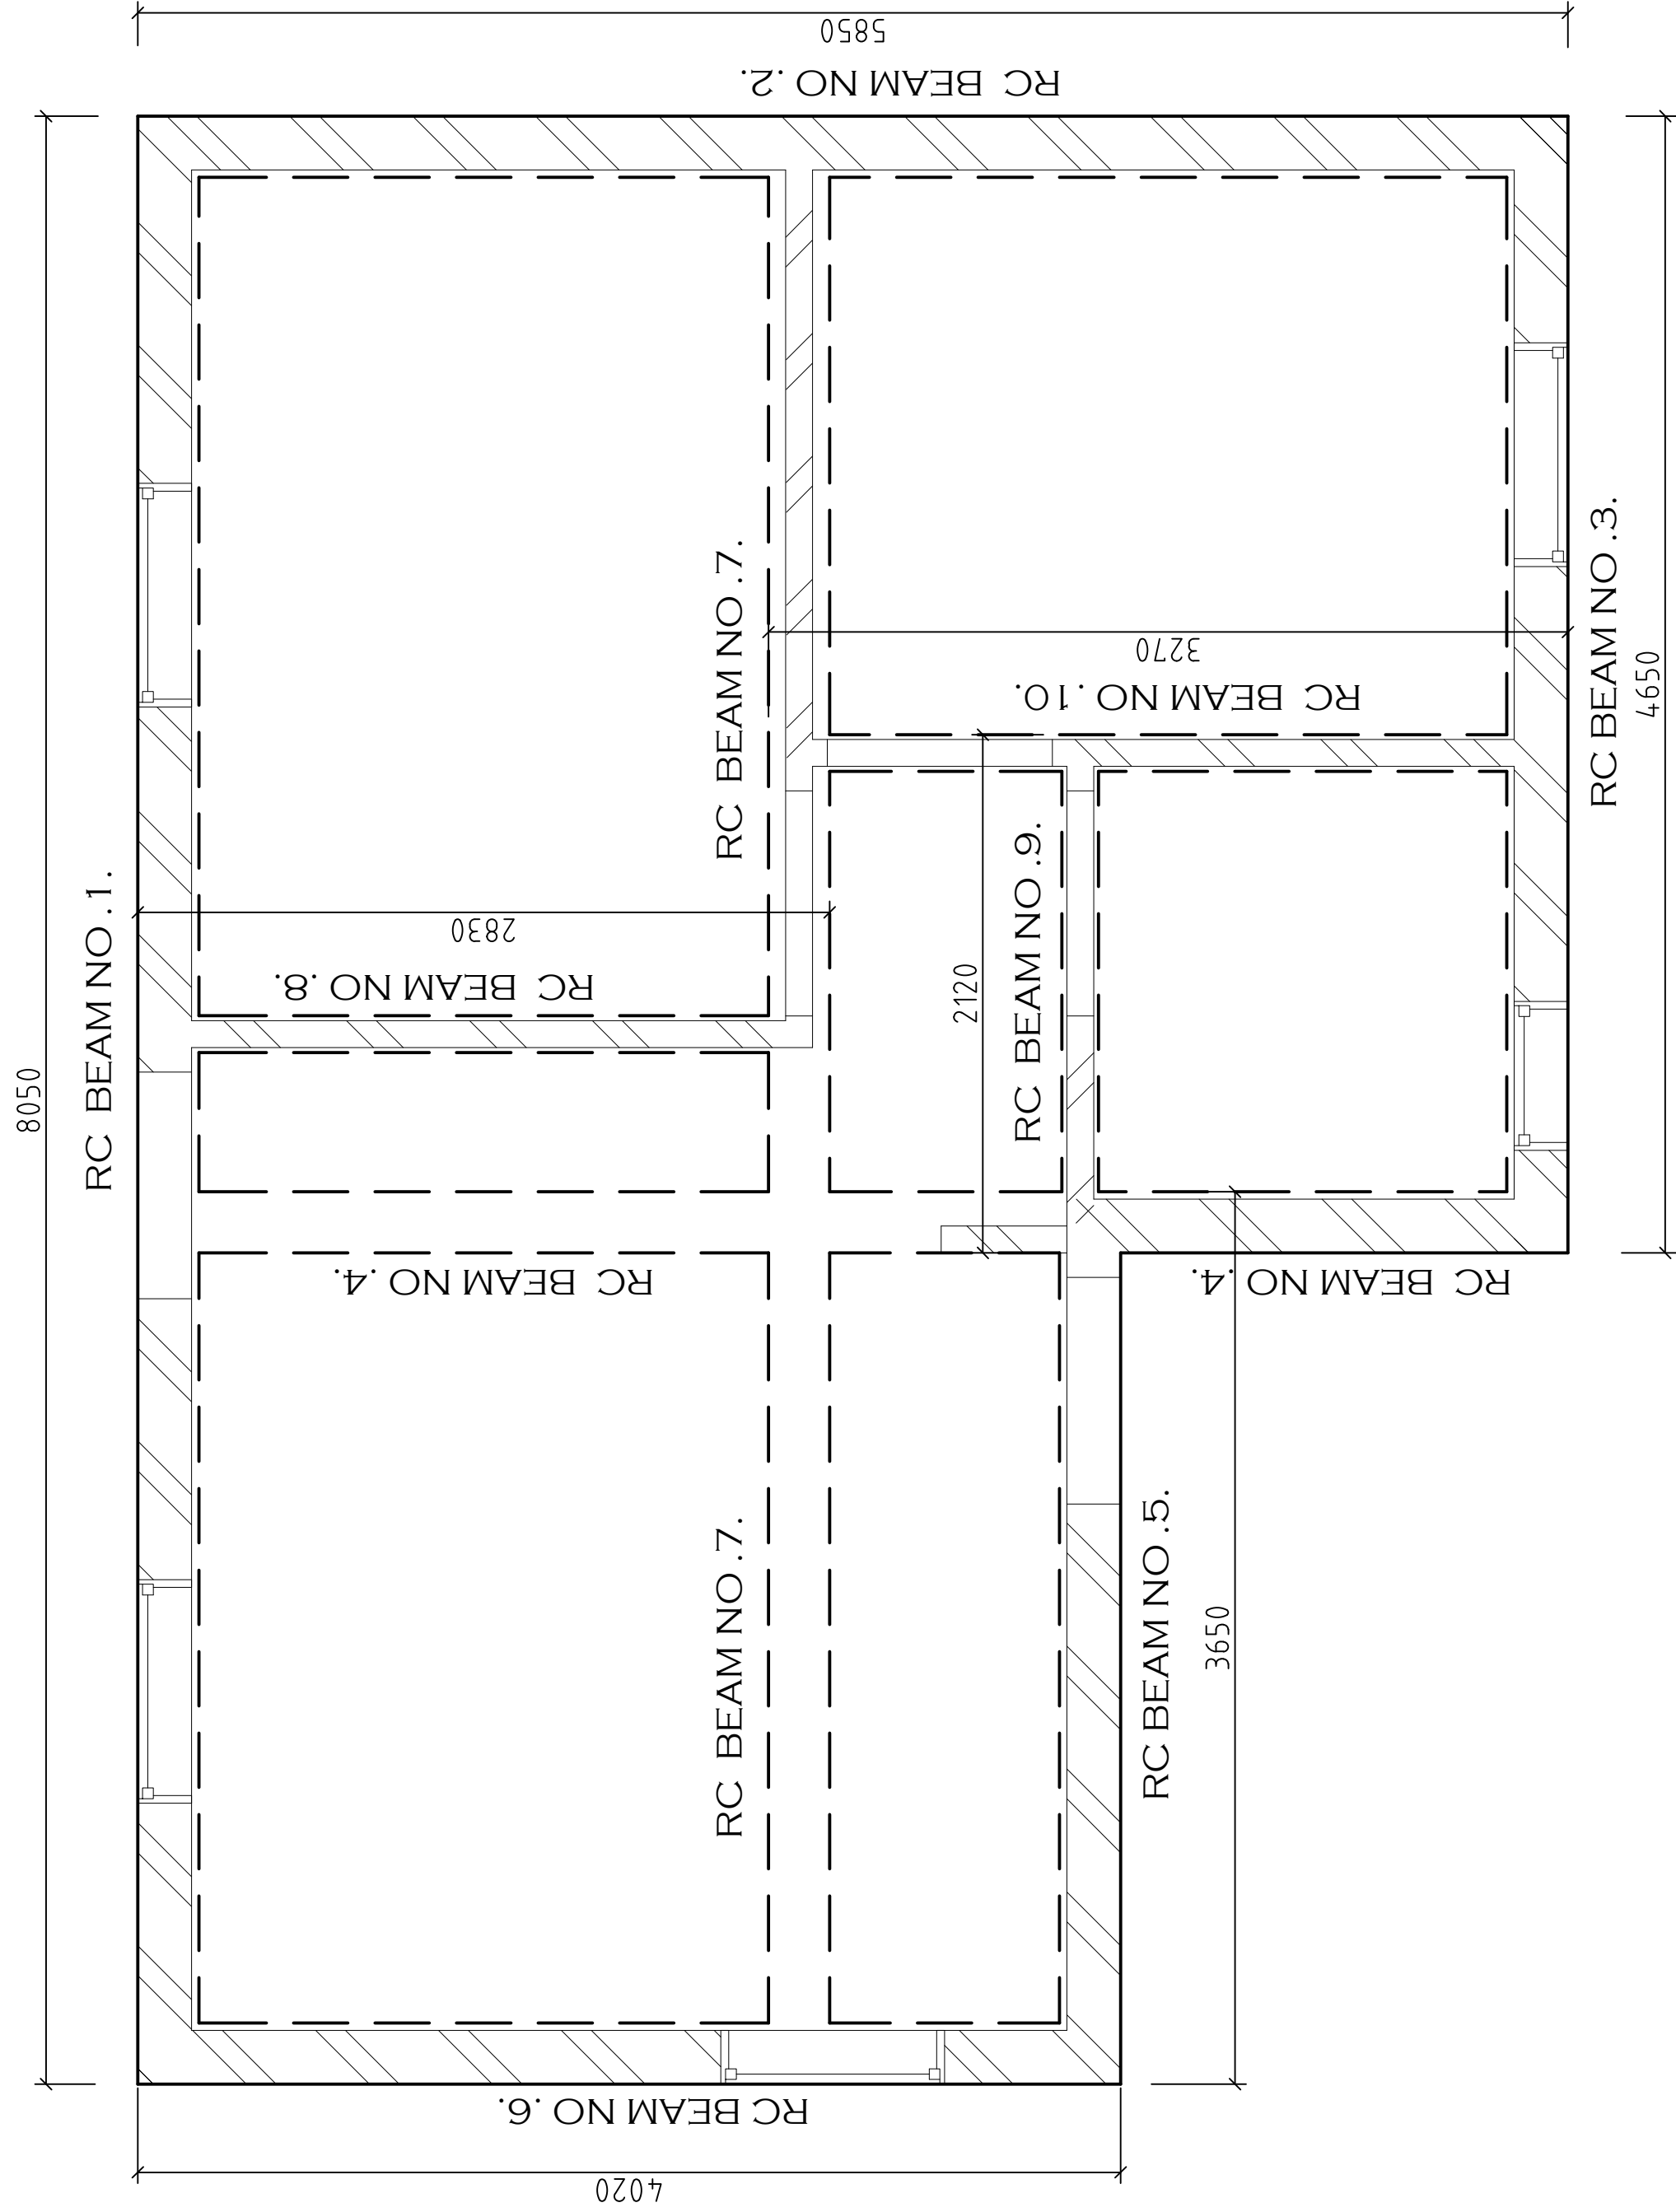 5850
RC BEAM NO.2.
RC BEAM NO.3.
4650
RC BEAM NO.7.
3270
RC BEAM NO.10.
RC BEAM NO.1.
8050
2830
RC BEAM NO.8.
RC BEAM NO.9.
2120
RC BEAM NO.4.
RC BEAM NO.4.
RC BEAM NO.7.
RC BEAM NO.5.
3650
RC BEAM NO.6.
4020